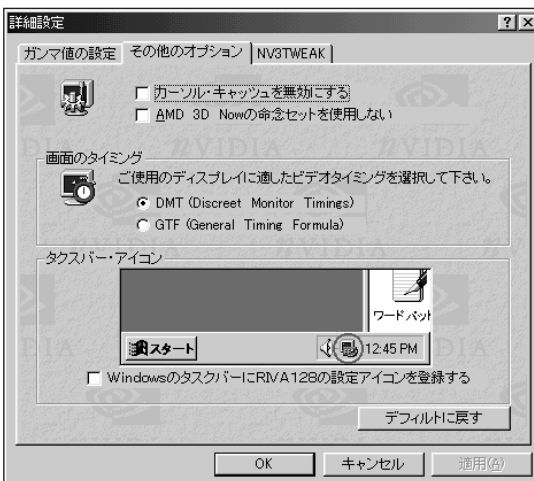 詳細設定
ガンマ値の設定 その他のオプション NV3TWEAK
カーソル・キャッシュを無効にする
AMD 3D Nowの命念セットを使用しない
画面のタイミング
ご使用のディスプレイに適したビデオタイミングを選択して下さい。
DMT (Discreet Monitor Timings)
GTF (General Timing Formula)
タクスバー・アイコン
ワードパット
スタート 12:45 PM
WindowsのタスクバーにRIVA128の設定アイコンを登録する
デフィルトに戻す
OK キャンセル 適用(A)
NVIDIA